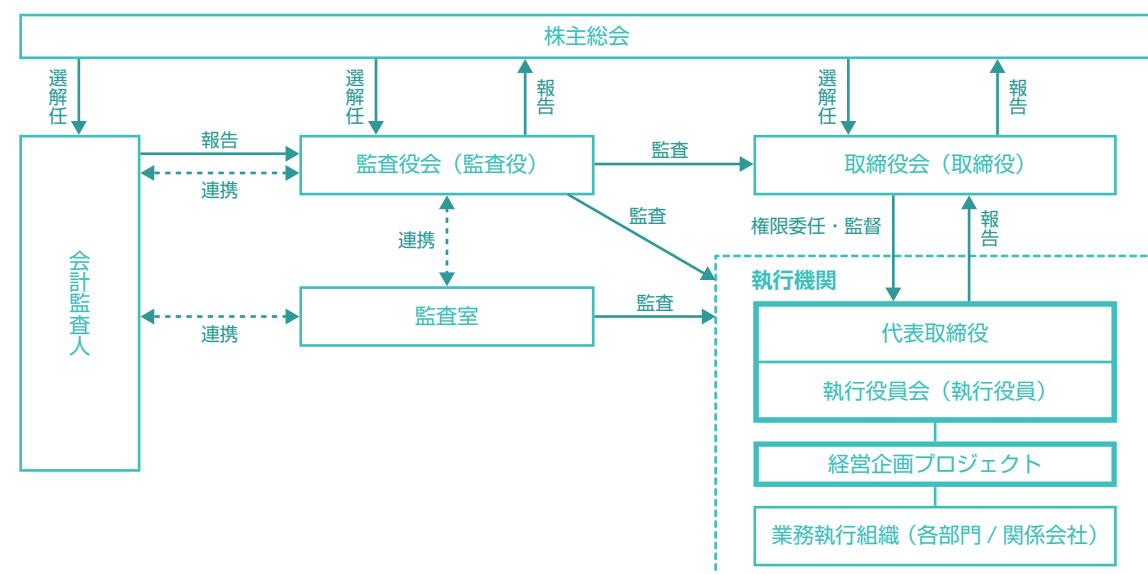 株主総会
選解任
選解任
報告
選解任
報告
報告
連携
監査役会（監査役）
監査
取締役会（取締役）
連携
監査
権限委任・監督
報告
会計監査人
連携
監査室
監査
執行機関
代表取締役
執行役員会（執行役員）
経営企画プロジェクト
業務執行組織（各部門 / 関係会社）